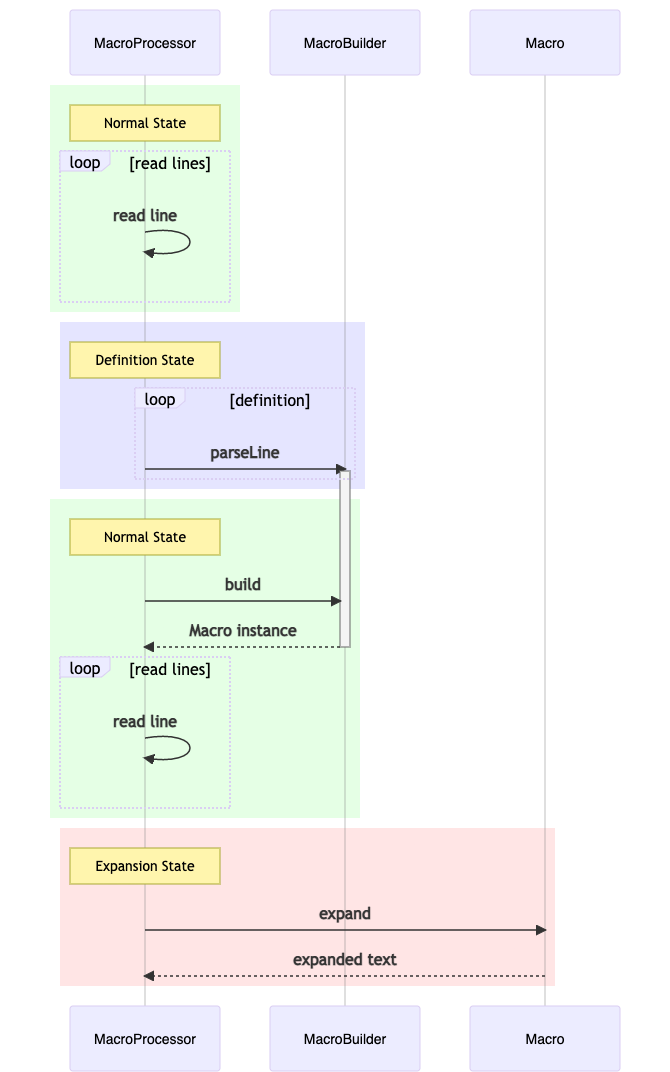 MacroProcessor MacroBuilder Macro
Normal State
loop [read lines]
read line
Definition State
loop [definition]
parseLine
Normal State
build
Macro instance
loop [read lines]
read line
Expansion State
expand
expanded text
MacroProcessor MacroBuilder Macro